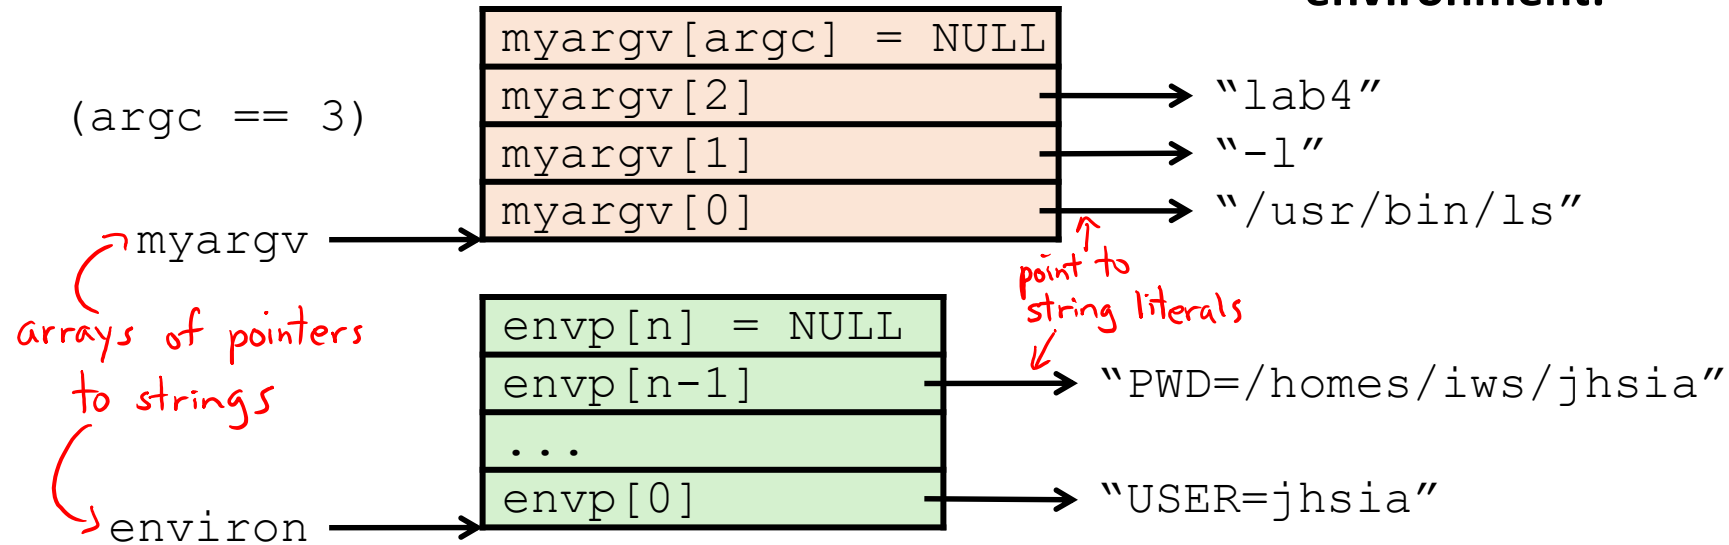 environment.
myargv[argc] = NULL
(argc == 3)
myargv[2]
“lab4”
myargv[1]
“-l”
myargv[0]
“/usr/bin/ls”
myargv
point to
string literals
arrays of pointers
to strings
envp[n] = NULL
envp[n-1]
“PWD=/homes/iws/jhsia”
...
envp[0]
“USER=jhsia”
environ